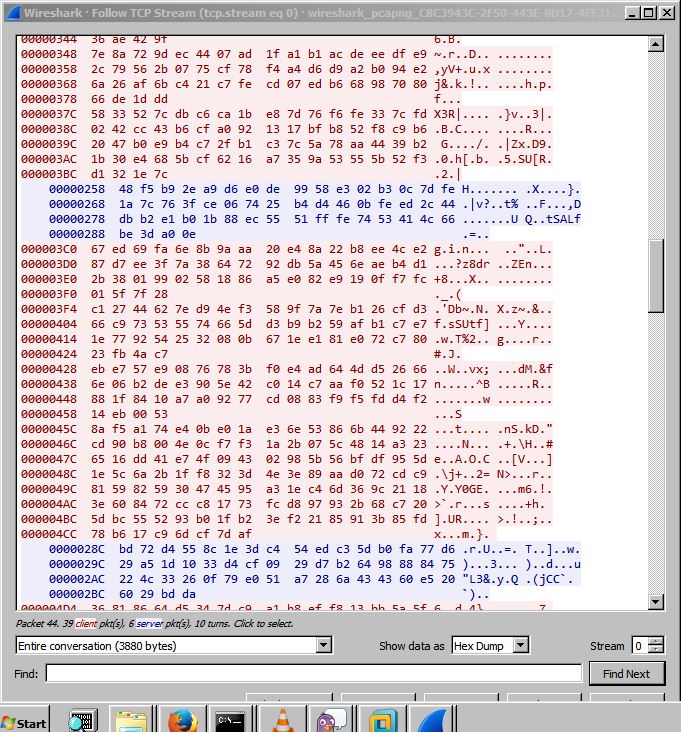 Wireshark · Follow TCP Stream (tcp.stream eq 0) · wireshark_pcapng_C8C3943C-2F50-443E-8D17-4FF31...
00000344 36 ae 42 9f 6.B.
00000348 7e 8a 72 9d ec 44 07 ad 1f a1 b1 ac de ee df e9 ~.r..D.. ........
00000358 2c 79 56 2b 07 75 cf 78 f4 a4 d6 d9 a2 b0 94 e2 ,yV+.u.x ........
00000368 6a 26 af 6b c4 21 c7 fe cd 07 ed b6 68 98 70 80 j&.k.!.. ....h.p.
00000378 66 de 1d dd f...
0000037C 58 33 52 7c db c6 ca 1b e8 7d 76 f6 fe 33 7c fd X3R|.... .}v..3|.
0000038C 02 42 cc 43 b6 cf a0 92 13 17 bf b8 52 f8 c9 b6 .B.C.... ....R...
0000039C 20 47 b0 e9 b4 c7 2f b1 c3 7c 5a 78 aa 44 39 b2 G..../. .|Zx.D9.
000003AC 1b 30 e4 68 5b cf 62 16 a7 35 9a 53 55 5b 52 f3 .0.h[.b. .5.SU[R.
000003BC d1 32 1e 7c .2.|
00000258 48 f5 b9 2e a9 d6 e0 de 99 58 e3 02 b3 0c 7d fe H....... .X....}.
00000268 1a 7c 76 3f ce 06 74 25 b4 d4 46 0b fe ed 2c 44 .|v?..t% ..F...,D
00000278 db b2 e1 b0 1b 88 ec 55 51 ff fe 74 53 41 4c 66 .......U Q..tSALf
00000288 be 3d a0 0e .=..
000003C0 67 ed 69 fa 6e 8b 9a aa 20 e4 8a 22 b8 ee 4c e2 g.i.n... .."..L.
000003D0 87 d7 ee 3f 7a 38 64 72 92 db 5a 45 6e ae b4 d1 ...?z8dr ..ZEn...
000003E0 2b 38 01 99 02 58 18 86 a5 e0 82 e9 19 0f f7 fc +8...X.. ........
000003F0 01 5f 7f 28 ._.(
000003F4 c1 27 44 62 7e d9 4e f3 58 9f 7a 7e b1 26 cf d3 .'Db~.N. X.z~.&..
00000404 66 c9 73 53 55 74 66 5d d3 b9 b2 59 af b1 c7 e7 f.sSUtf] ...Y....
00000414 1e 77 92 54 25 32 08 0b 67 1e e1 81 e0 72 c7 80 .w.T%2.. g....r..
00000424 23 fb 4a c7 #.J.
00000428 eb e7 57 e9 08 76 78 3b f0 e4 ad 64 4d d5 26 66 ..W..vx; ...dM.&f
00000438 6e 06 b2 de e3 90 5e 42 c0 14 c7 aa f0 52 1c 17 n.....^B .....R..
00000448 88 1f 84 10 a7 a0 92 77 cd 08 83 f9 f5 fd d4 f2 .......w ........
00000458 14 eb 00 53 ...S
0000045C 8a f5 a1 74 e4 0b e0 1a e3 6e 53 86 6b 44 92 22 ...t.... .nS.kD."
0000046C cd 90 b8 00 4e 0c f7 f3 1a 2b 07 5c 48 14 a3 23 ....N... .+.\H..#
0000047C 65 16 dd 41 e7 4f 09 43 02 98 5b 56 bf df 95 5d e..A.O.C ..[V...]
0000048C 1e 5c 6a 2b 1f f8 32 3d 4e 3e 89 aa d0 72 cd c9 .\j+..2= N>...r..
0000049C 81 59 82 59 30 47 45 95 a3 1e c4 6d 36 9c 21 18 .Y.Y0GE. ...m6.!.
000004AC 3e 60 84 72 cc c8 17 73 fc d8 97 93 2b 68 c7 20 >`.r...s ....+h.
000004BC 5d bc 55 52 93 b0 1f b2 3e f2 21 85 91 3b 85 fd ].UR.... >.!..;..
000004CC 78 b6 17 c9 6d cf 7d af x...m.}.
0000028C bd 72 d4 55 8c 1e 3d c4 54 ed c3 5d b0 fa 77 d6 .r.U..=. T..]..w.
0000029C 29 a5 1d 10 33 d4 cf 09 29 d7 b2 64 98 88 84 75 )...3... )..d...u
000002AC 22 4c 33 26 0f 79 e0 51 a7 28 6a 43 43 60 e5 20 "L3&.y.Q .(jCC`.
000002BC 60 29 bd da `)..
Packet 44. 39 client pkt(s), 6 server pkt(s), 10 turns. Click to select.
Entire conversation (3880 bytes) Show data as Hex Dump Stream 0
Find: Find Next
Start